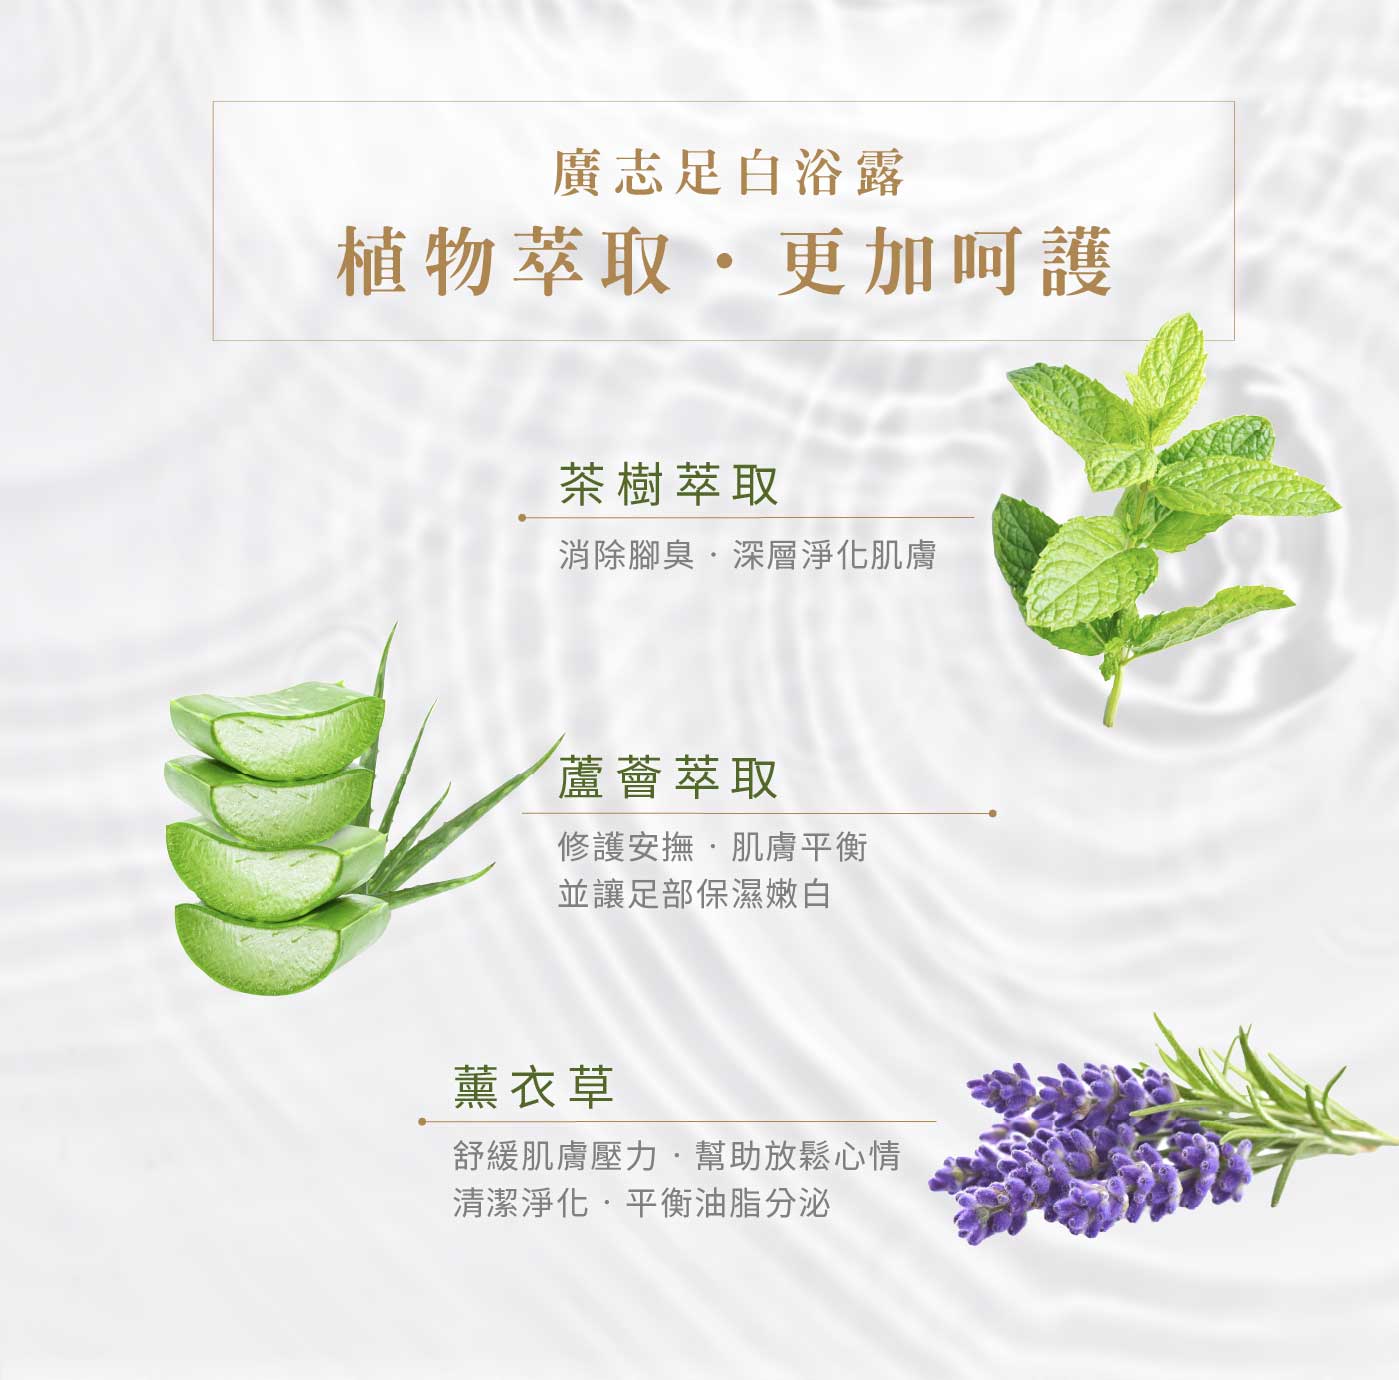 廣志足白浴露
植物萃取・更加呵護
茶樹萃取
消除腳臭・深層淨化肌膚
蘆薈萃取
修護安撫・肌膚平衡
並讓足部保濕嫩白
薰衣草
舒緩肌膚壓力・幫助放鬆心情
清潔淨化・平衡油脂分泌